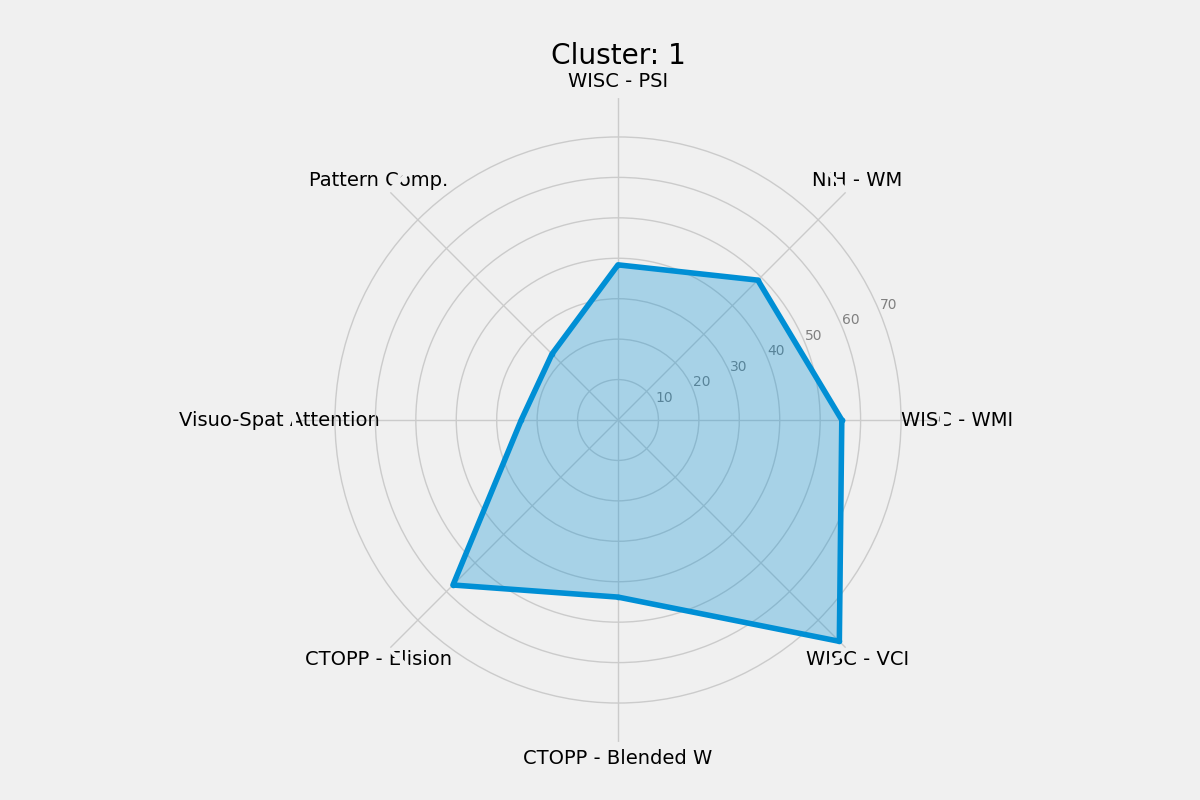 Cluster: 1
WISC - PSI
Pattern Comp.
NIH - WM
70
60
50
40
30
20
10
Visuo-Spat Attention
WISC - WMI
CTOPP - Elision
WISC - VCI
CTOPP - Blended W